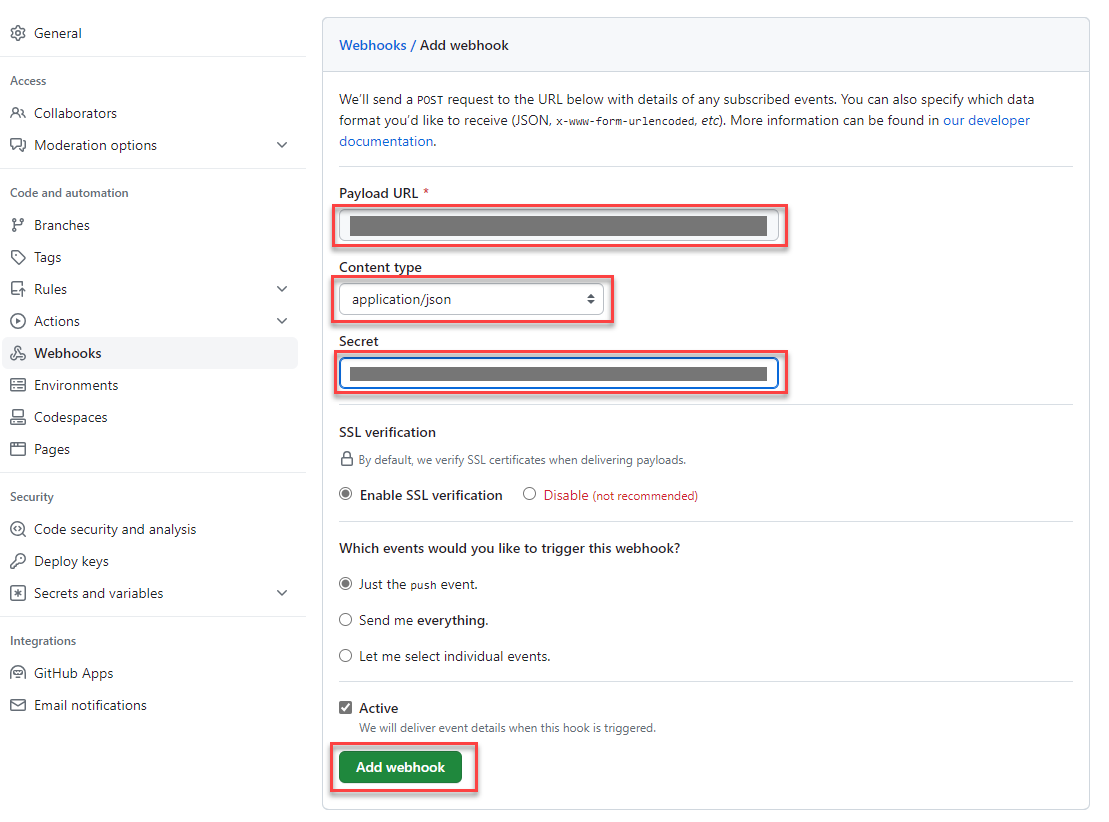 General
Access
Collaborators
Moderation options
Code and automation
Branches
Tags
Rules
Actions
Webhooks
Environments
Codespaces
Pages
Security
Code security and analysis
Deploy keys
Secrets and variables
Integrations
GitHub Apps
Email notifications
Webhooks / Add webhook
We'll send a POST request to the URL below with details of any subscribed events. You can also specify which data
format you'd like to receive (JSON, x-www-form-urlencoded, etc). More information can be found in our developer
documentation.
Payload URL *
Content type
application/json
Secret
SSL verification
By default, we verify SSL certificates when delivering payloads.
Enable SSL verification Disable (not recommended)
Which events would you like to trigger this webhook?
Just the push event.
Send me everything.
Let me select individual events.
Active
We will deliver event details when this hook is triggered.
Add webhook